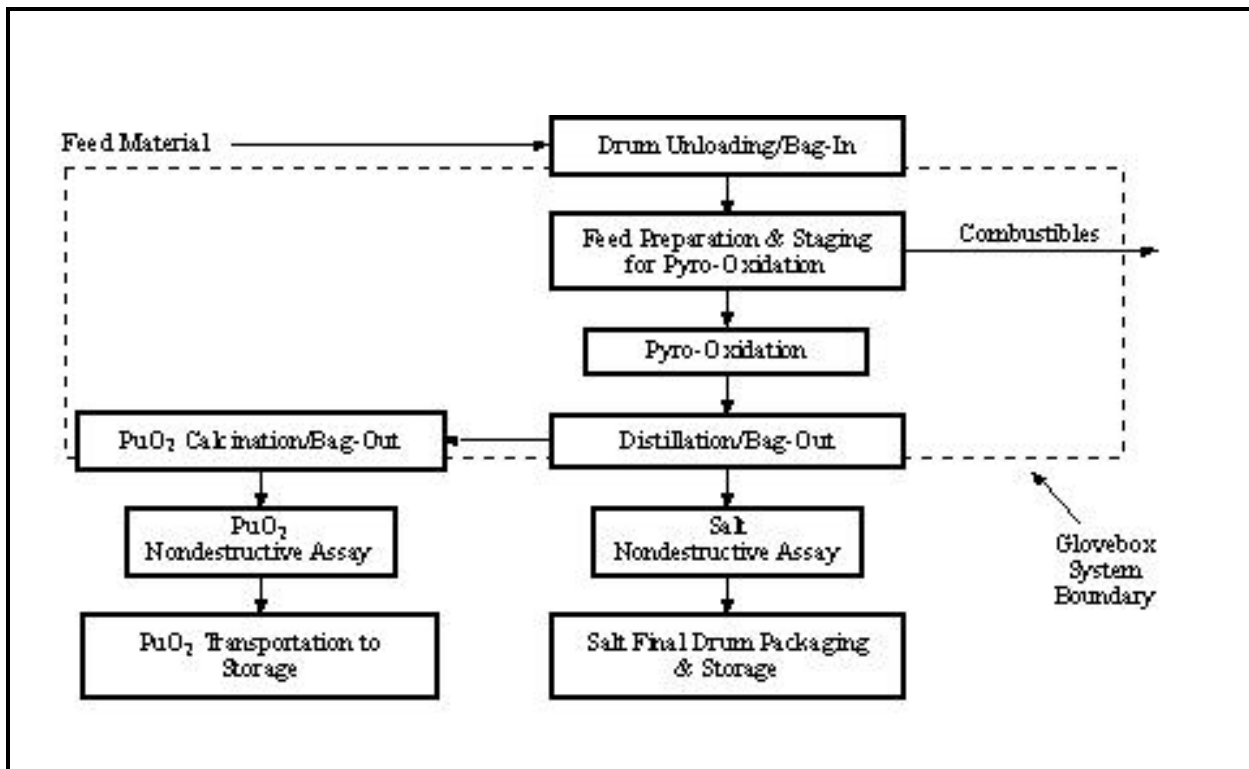 Feed Material
Drum Unloading/Bag-In
Feed Preparation & Staging
for Pyro-Oxidation
Combustibles
Pyro-Oxidation
PuO₂ Calcination/Bag-Out
Distillation/Bag-Out
PuO₂
Nondestructive Assay
Salt
Nondestructive Assay
Glovebox
System
Boundary
PuO₂ Transportation to
Storage
Salt Final Drum Packaging
& Storage